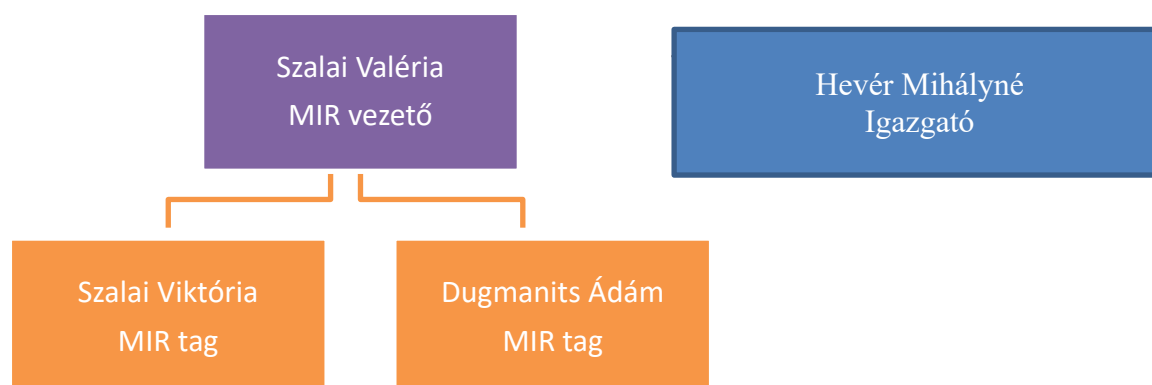 Szalai Valéria
MIR vezető
Hevér Mihályné
Igazgató
Szalai Viktória
MIR tag
Dugmanits Ádám
MIR tag